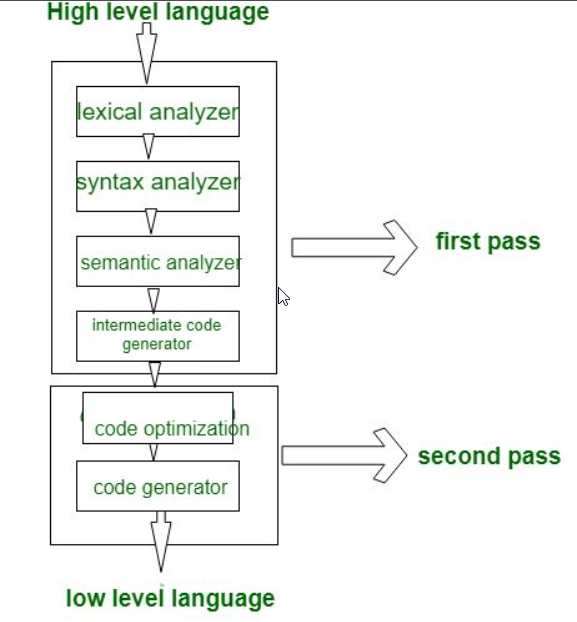 High level language
lexical analyzer
syntax analyzer
semantic analyzer
first pass
intermediate code
generator
code optimization
second pass
code generator
low level language